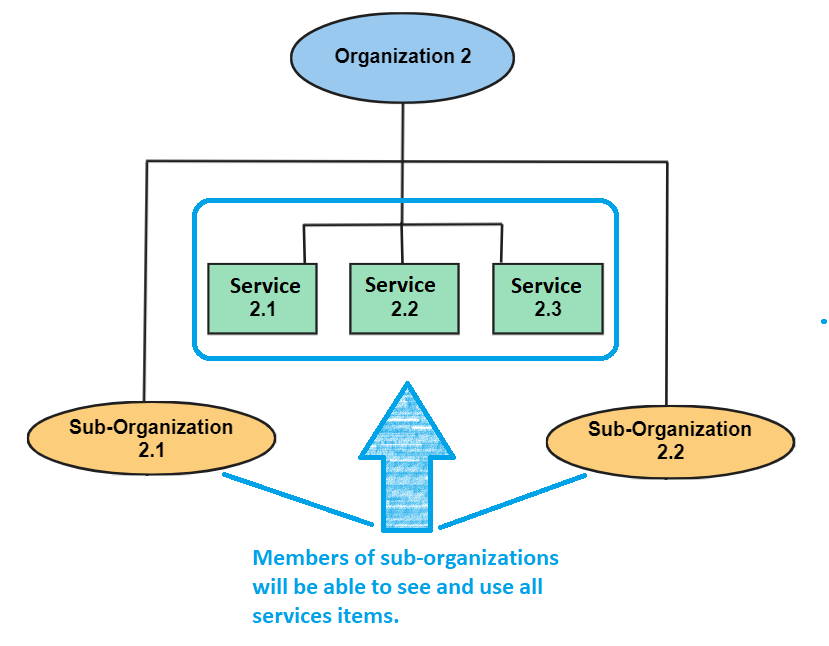 Organization 2
Service
2.1
Service
2.2
Service
2.3
Sub-Organization
2.1
Sub-Organization
2.2
Members of sub-organizations
will be able to see and use all
services items.